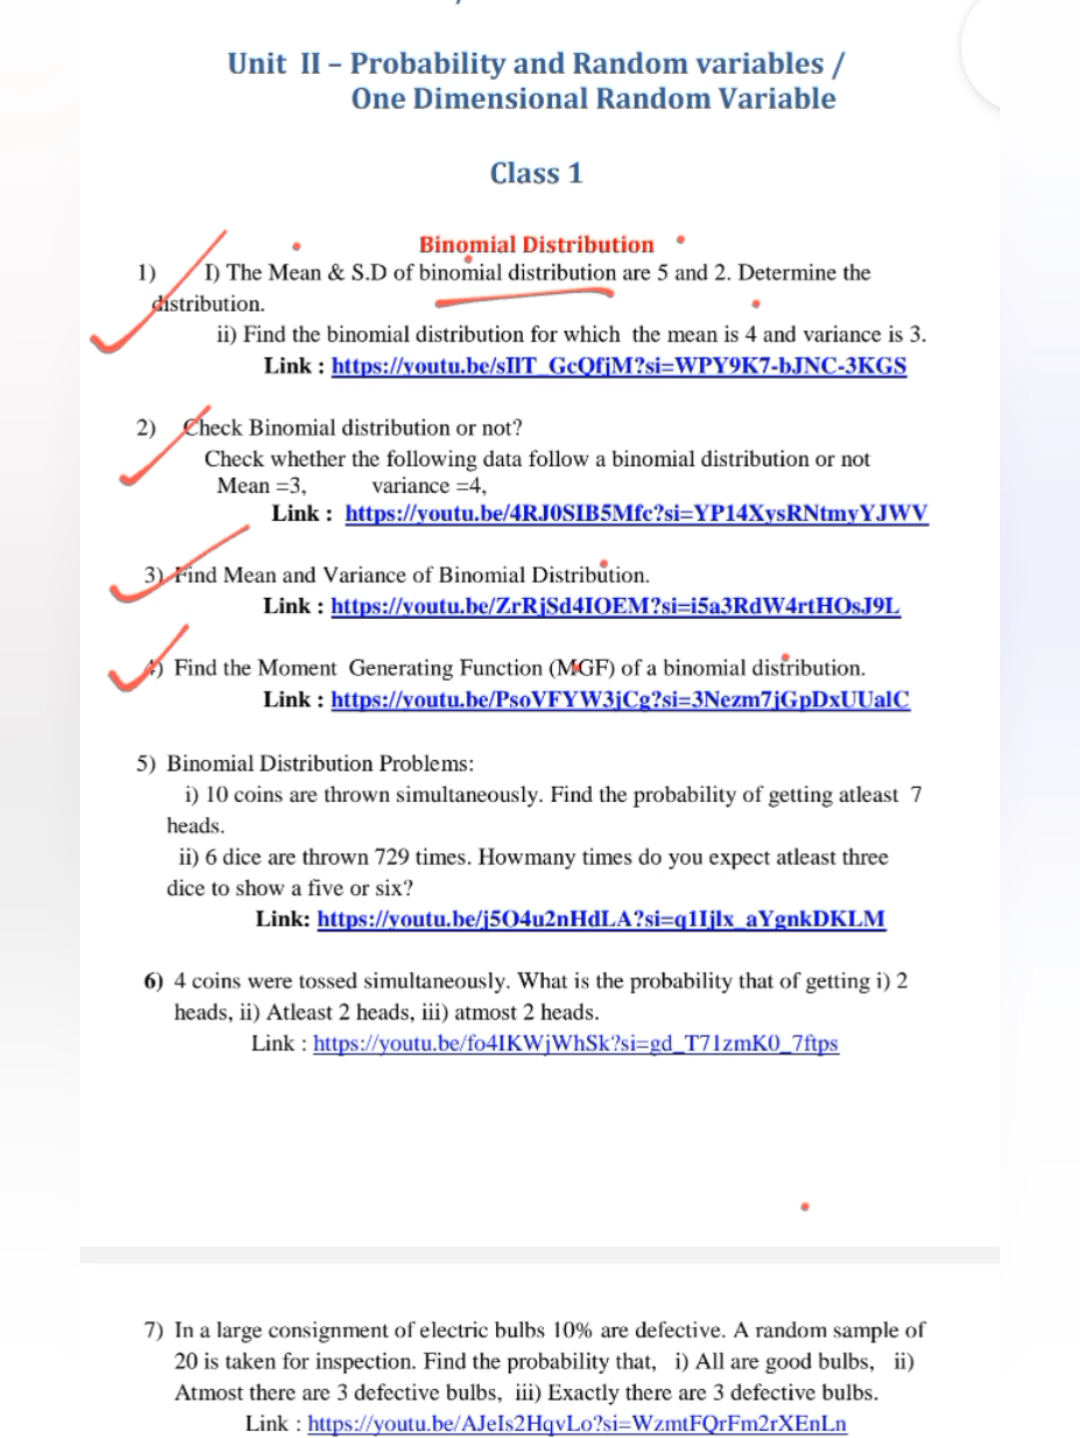 Unit II – Probability and Random variables /
One Dimensional Random Variable
Class 1
Binomial Distribution
1) I) The Mean & S.D of binomial distribution are 5 and 2. Determine the
distribution.
ii) Find the binomial distribution for which the mean is 4 and variance is 3.
Link : https://youtu.be/sIIT_GcQfjM?si=WPY9K7-bJNC-3KGS
2) Check Binomial distribution or not?
Check whether the following data follow a binomial distribution or not
Mean =3, variance =4,
Link : https://youtu.be/4RJ0SIB5Mfc?si=YP14XysRNtmyYJWV
3) Find Mean and Variance of Binomial Distribution.
Link : https://youtu.be/ZrRjSd4IOEM?si=i5a3RdW4rtHOsJ9L
4) Find the Moment Generating Function (MGF) of a binomial distribution.
Link : https://youtu.be/PsoVFYW3jCg?si=3Nezm7jGpDxUUalC
5) Binomial Distribution Problems:
i) 10 coins are thrown simultaneously. Find the probability of getting atleast 7
heads.
ii) 6 dice are thrown 729 times. Howmany times do you expect atleast three
dice to show a five or six?
Link: https://youtu.be/j5O4u2nHdLA?si=q1Ijlx_aYgnkDKLM
6) 4 coins were tossed simultaneously. What is the probability that of getting i) 2
heads, ii) Atleast 2 heads, iii) atmost 2 heads.
Link : https://youtu.be/fo4IKWjWhSk?si=gd_T71zmK0_7ftps
7) In a large consignment of electric bulbs 10% are defective. A random sample of
20 is taken for inspection. Find the probability that, i) All are good bulbs, ii)
Atmost there are 3 defective bulbs, iii) Exactly there are 3 defective bulbs.
Link : https://youtu.be/AJeIs2HqvLo?si=WzmtFQrFm2rXEnLn